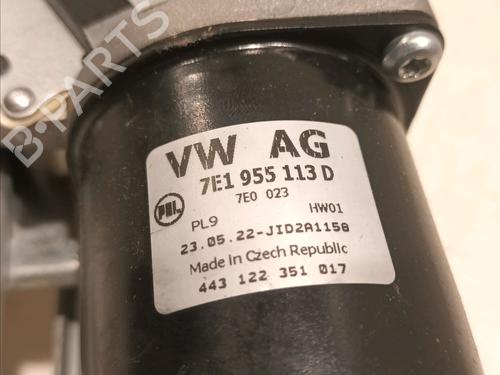 B-PARTS
VW AG
7E1 955 113 D
7E0 023
PAL
PL9 HW01
23.05.22-JID2A1158
Made in Czech Republic
443 122 351 017